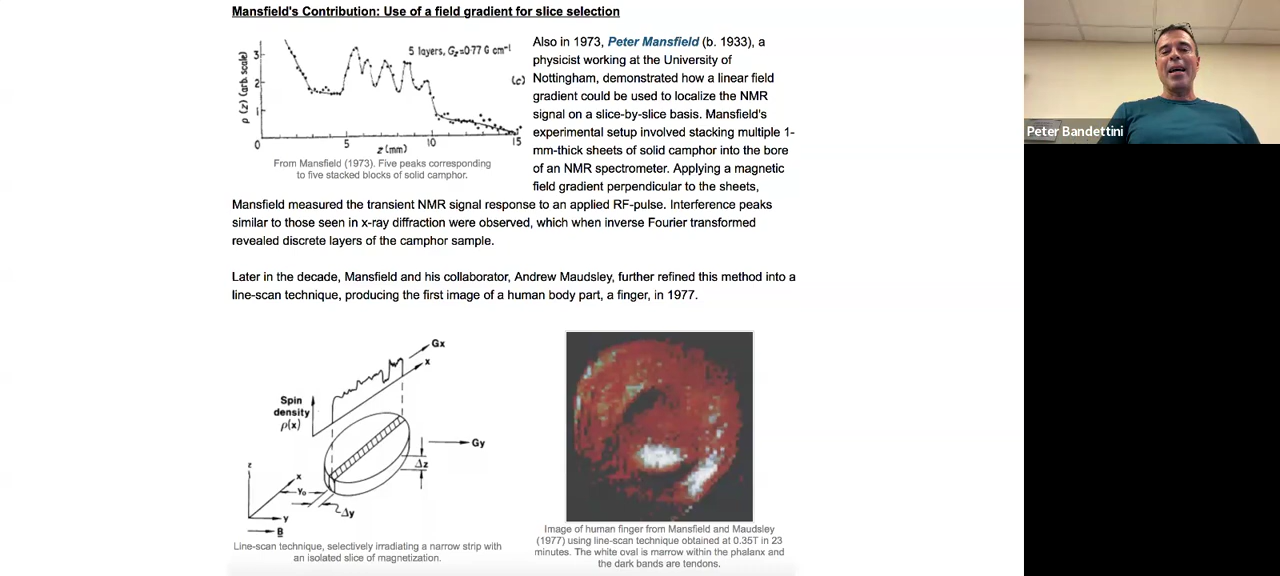 Mansfield's Contribution: Use of a field gradient for slice selection
5 layers, Gz=0·77 G cm⁻¹
(c)
ρ (z) (arb. scale)
3
2
1
0
5
10
15
z (mm)
From Mansfield (1973). Five peaks corresponding
to five stacked blocks of solid camphor.
Also in 1973, Peter Mansfield (b. 1933), a
physicist working at the University of
Nottingham, demonstrated how a linear field
gradient could be used to localize the NMR
signal on a slice-by-slice basis. Mansfield's
experimental setup involved stacking multiple 1-
mm-thick sheets of solid camphor into the bore
of an NMR spectrometer. Applying a magnetic
field gradient perpendicular to the sheets,
Mansfield measured the transient NMR signal response to an applied RF-pulse. Interference peaks
similar to those seen in x-ray diffraction were observed, which when inverse Fourier transformed
revealed discrete layers of the camphor sample.
Later in the decade, Mansfield and his collaborator, Andrew Maudsley, further refined this method into a
line-scan technique, producing the first image of a human body part, a finger, in 1977.
Gx
x
Spin
density
ρ(x)
Gy
Δz
z
x
Yo
y
Δy
B
Line-scan technique, selectively irradiating a narrow strip with
an isolated slice of magnetization.
Image of human finger from Mansfield and Maudsley
(1977) using line-scan technique obtained at 0.35T in 23
minutes. The white oval is marrow within the phalanx and
the dark bands are tendons.
Peter Bandettini